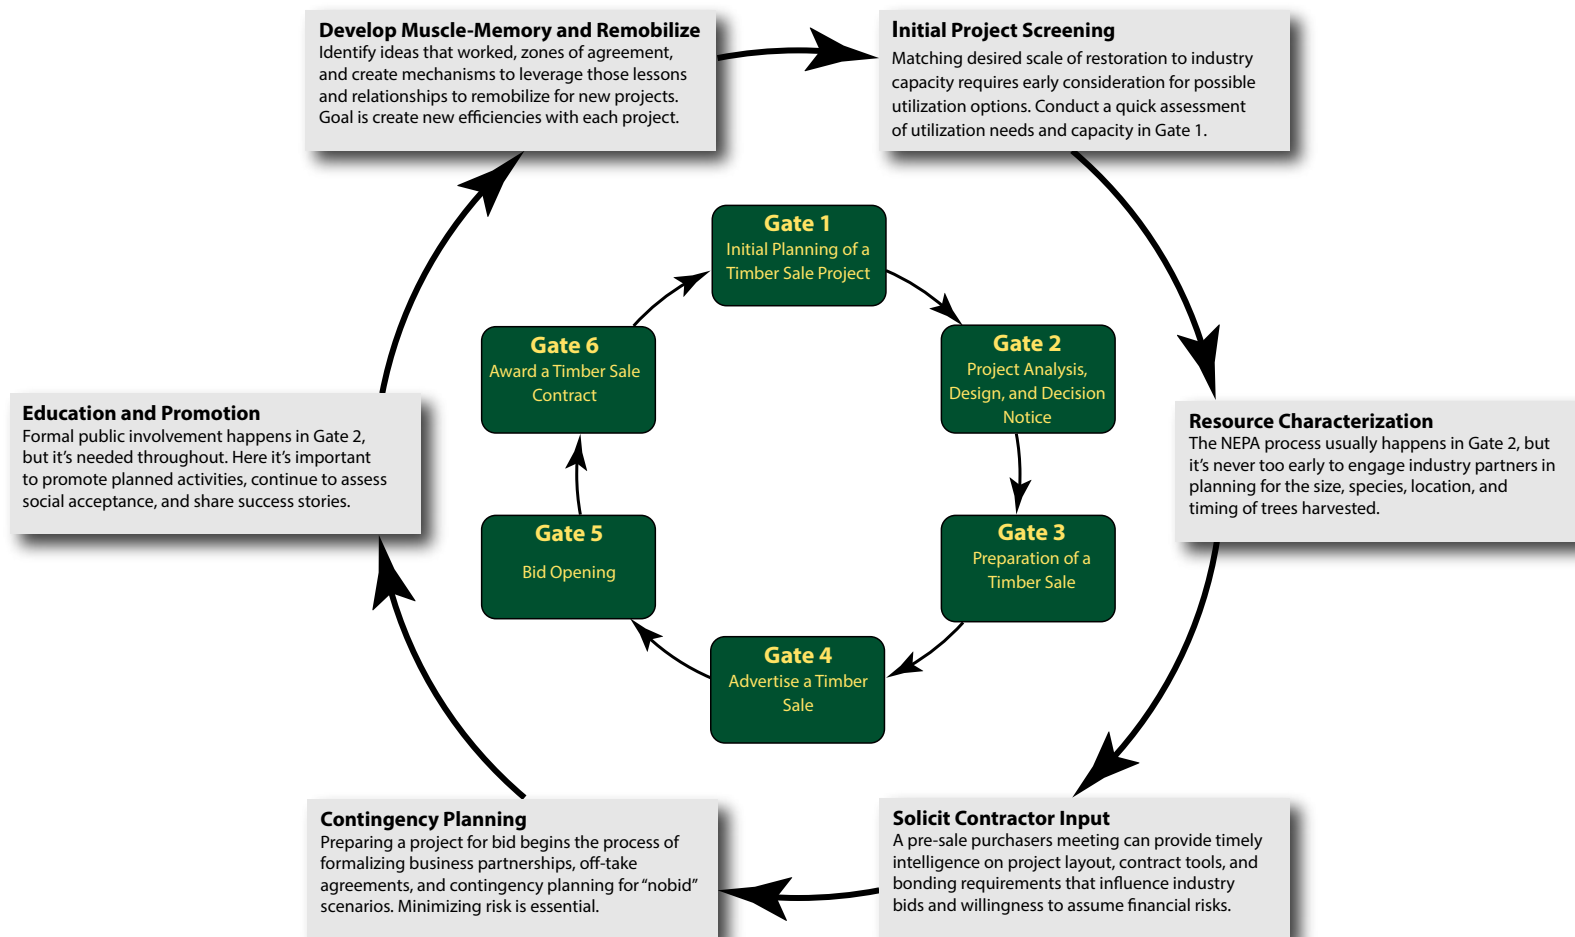 Develop Muscle-Memory and Remobilize
Identify ideas that worked, zones of agreement,
and create mechanisms to leverage those lessons
and relationships to remobilize for new projects.
Goal is create new efficiencies with each project.
Initial Project Screening
Matching desired scale of restoration to industry
capacity requires early consideration for possible
utilization options. Conduct a quick assessment
of utilization needs and capacity in Gate 1.
Gate 1
Initial Planning of a
Timber Sale Project
Gate 6
Award a Timber Sale
Contract
Gate 2
Project Analysis,
Design, and Decision
Notice
Education and Promotion
Formal public involvement happens in Gate 2,
but it's needed throughout. Here it's important
to promote planned activities, continue to assess
social acceptance, and share success stories.
Resource Characterization
The NEPA process usually happens in Gate 2, but
it's never too early to engage industry partners in
planning for the size, species, location, and
timing of trees harvested.
Gate 5
Bid Opening
Gate 3
Preparation of a
Timber Sale
Gate 4
Advertise a Timber
Sale
Contingency Planning
Preparing a project for bid begins the process of
formalizing business partnerships, off-take
agreements, and contingency planning for “nobid”
scenarios. Minimizing risk is essential.
Solicit Contractor Input
A pre-sale purchasers meeting can provide timely
intelligence on project layout, contract tools, and
bonding requirements that influence industry
bids and willingness to assume financial risks.